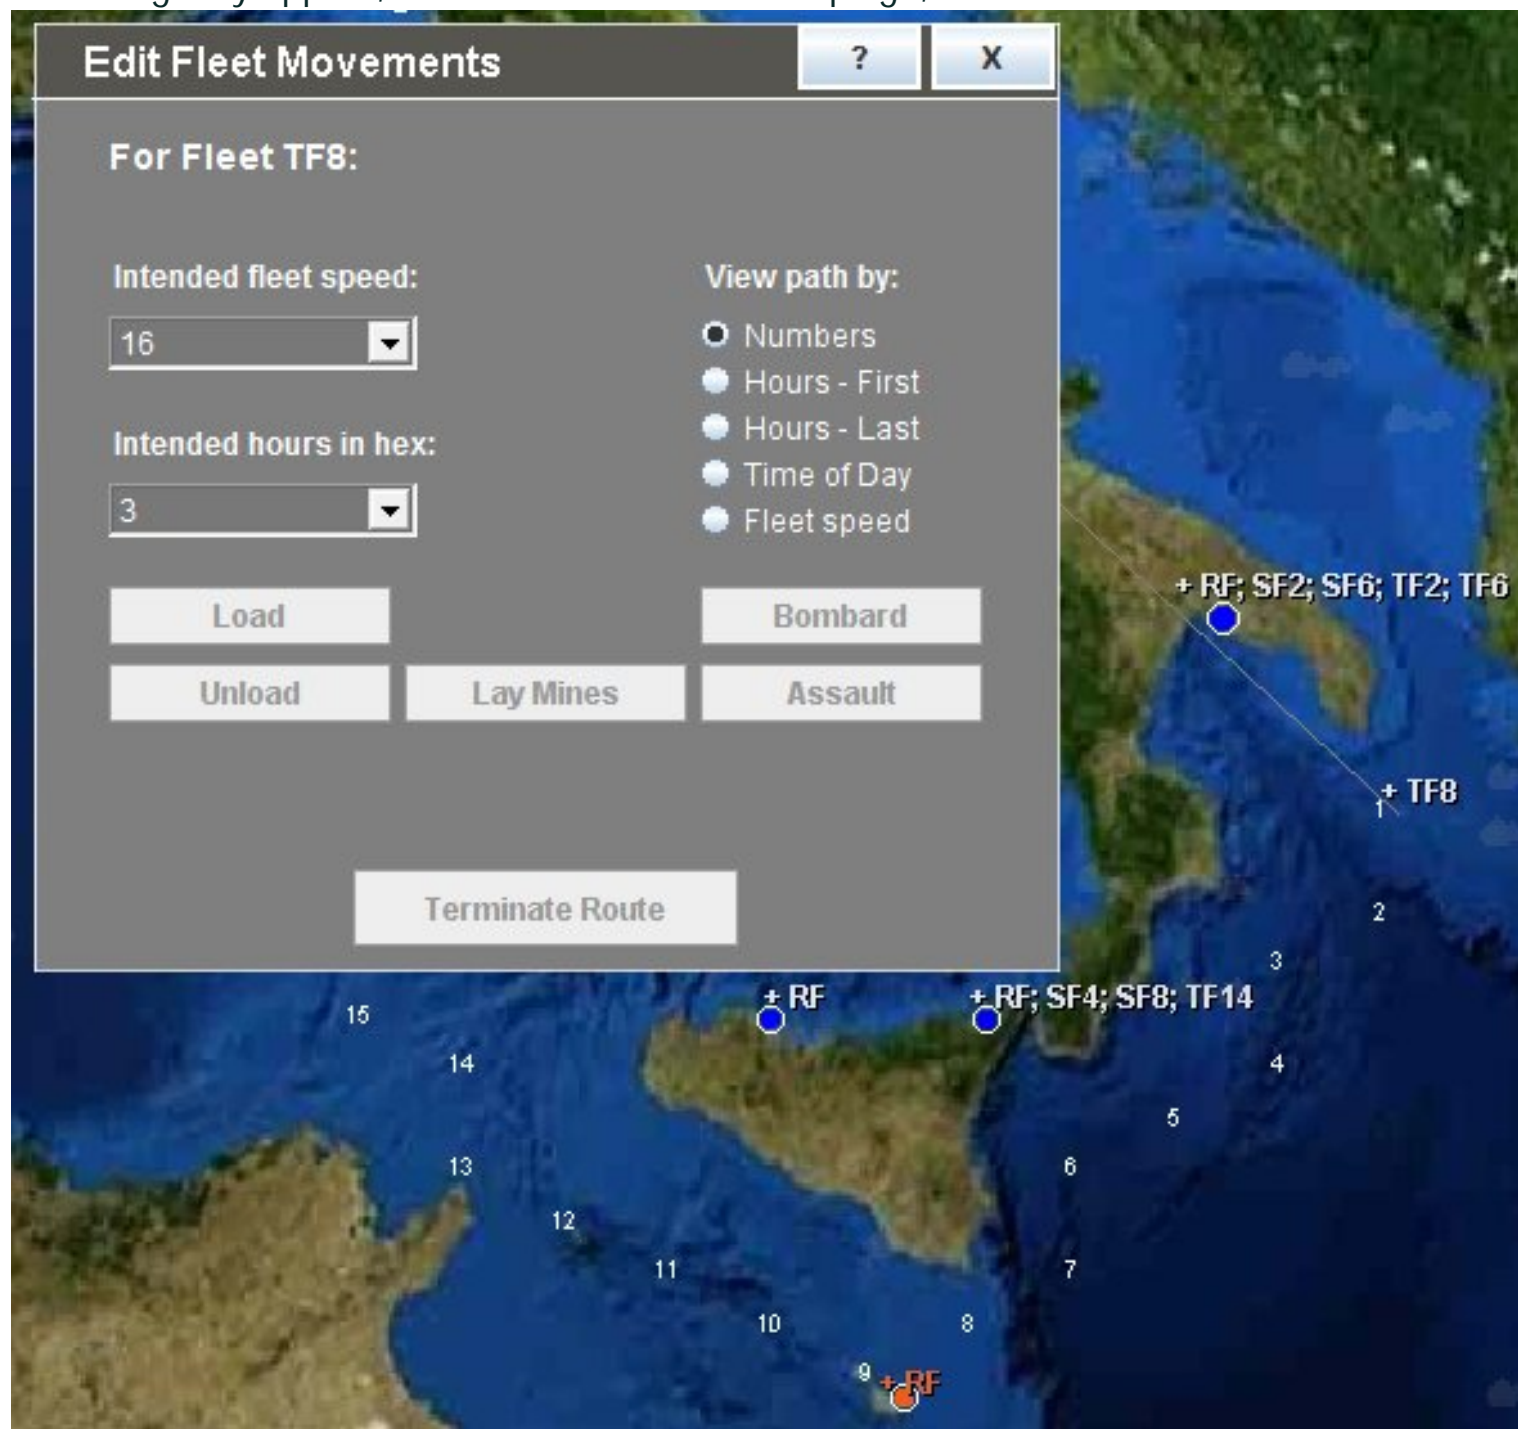 Edit Fleet Movements ? X
For Fleet TF8:
Intended fleet speed:
16
Intended hours in hex:
3
View path by:
Numbers
Hours - First
Hours - Last
Time of Day
Fleet speed
Load
Bombard
Unload
Lay Mines
Assault
Terminate Route
+ RF; SF2; SF6; TF2; TF6
+ TF8
1
2
3
+ RF
+ RF; SF4; SF8; TF14
15
14
4
5
13
6
12
11
7
10
8
9
+ RF